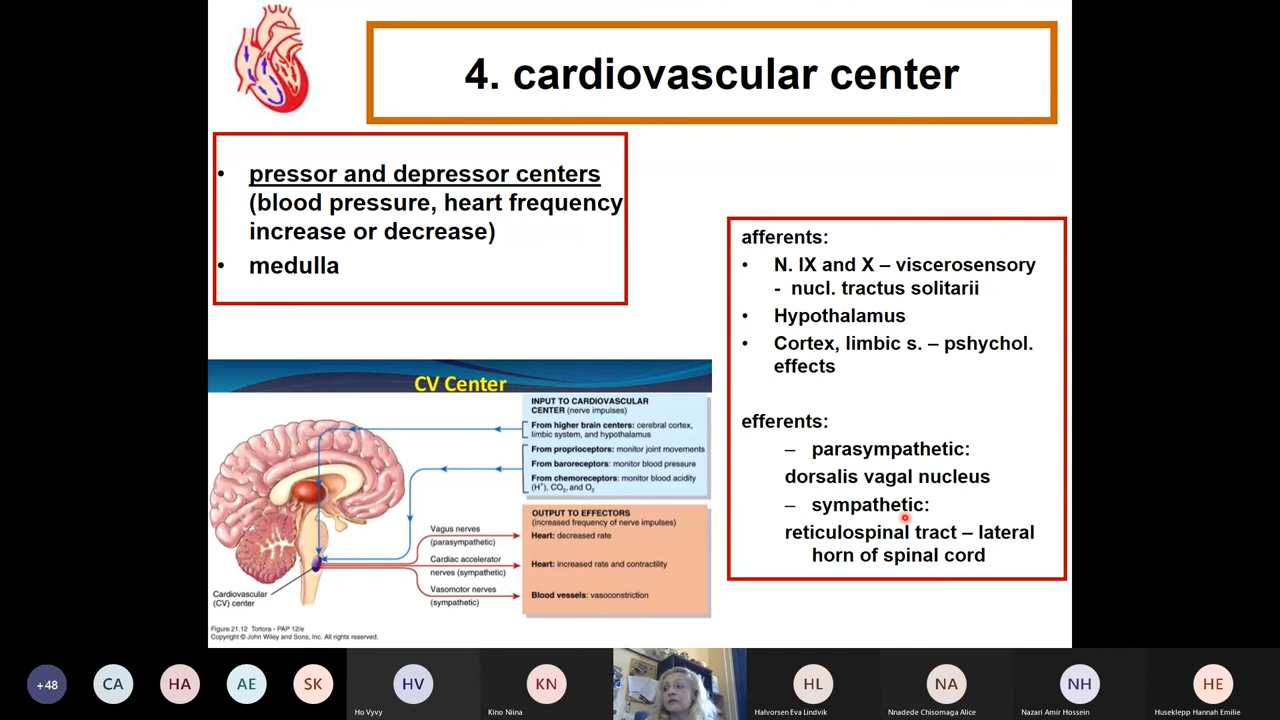 4. cardiovascular center
• pressor and depressor centers
(blood pressure, heart frequency
increase or decrease)
• medulla
afferents:
• N. IX and X – viscerosensory
- nucl. tractus solitarii
• Hypothalamus
• Cortex, limbic s. – pshychol.
effects
efferents:
– parasympathetic:
dorsalis vagal nucleus
– sympathetic:
reticulospinal tract – lateral
horn of spinal cord
CV Center
INPUT TO CARDIOVASCULAR
CENTER (nerve impulses)
From higher brain centers: cerebral cortex,
limbic system, and hypothalamus
From proprioceptors: monitor joint movements
From baroreceptors: monitor blood pressure
From chemoreceptors: monitor blood acidity
(H+), CO2, and O2
OUTPUT TO EFFECTORS
(increased frequency of nerve impulses)
Vagus nerves
(parasympathetic)
Heart: decreased rate
Cardiac accelerator
nerves (sympathetic)
Heart: increased rate and contractility
Vasomotor nerves
(sympathetic)
Blood vessels: vasoconstriction
Cardiovascular
(CV) center
Figure 21.12 Tortora - PAP 12/e
Copyright © John Wiley and Sons, Inc. All rights reserved.
+48
CA
HA
AE
SK
HV
Ho Vyvy
KN
Kino Niina
HL
Halvorsen Eva Lindvik
NA
Nnadede Chisomaga Alice
NH
Nazari Amir Hossein
HE
Huseklepp Hannah Emilie